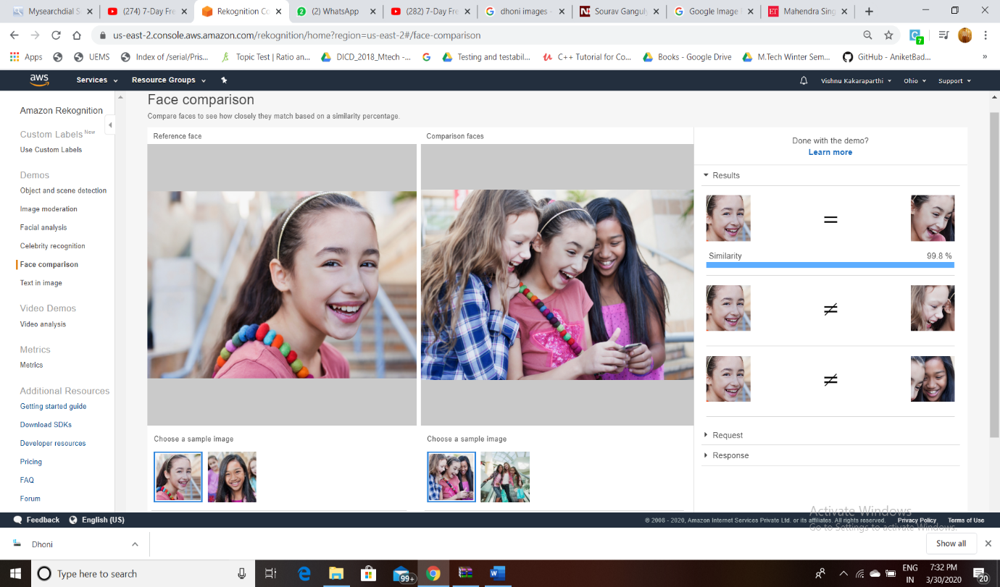 Mysearchdial S
(274) 7-Day Fre
Rekognition Co
(2) WhatsApp
(282) 7-Day Fre
dhoni images -
Sourav Ganguly
Google Image
ET
Mahendra Sing
us-east-2.console.aws.amazon.com/rekognition/home?region=us-east-2#/face-comparison
7
Apps
UEMS
Index of /serial/Pris...
Topic Test | Ratio an...
DICD_2018_Mtech -...
Testing and testabil...
C++ Tutorial for Co...
Books - Google Drive
M.Tech Winter Sem...
GitHub - AniketBad...
»
aws
Services
Resource Groups
Vishnu Kakaraparthi
Ohio
Support
Amazon Rekognition
Custom Labels New
Use Custom Labels
Demos
Object and scene detection
Image moderation
Facial analysis
Celebrity recognition
Face comparison
Text in image
Video Demos
Video analysis
Metrics
Metrics
Additional Resources
Getting started guide
Download SDKs
Developer resources
Pricing
FAQ
Forum
Face comparison
Compare faces to see how closely they match based on a similarity percentage.
Reference face
Comparison faces
Choose a sample image
Choose a sample image
Done with the demo?
Learn more
Results
=
Similarity 99.8 %
≠
≠
Request
Response
Activate Windows
Go to Settings to activate Windows.
Feedback
English (US)
© 2008 - 2020, Amazon Internet Services Private Ltd. or its affiliates. All rights reserved.
Privacy Policy
Terms of Use
Dhoni
Show all
Type here to search
99+
ENG
IN
7:32 PM
3/30/2020
20